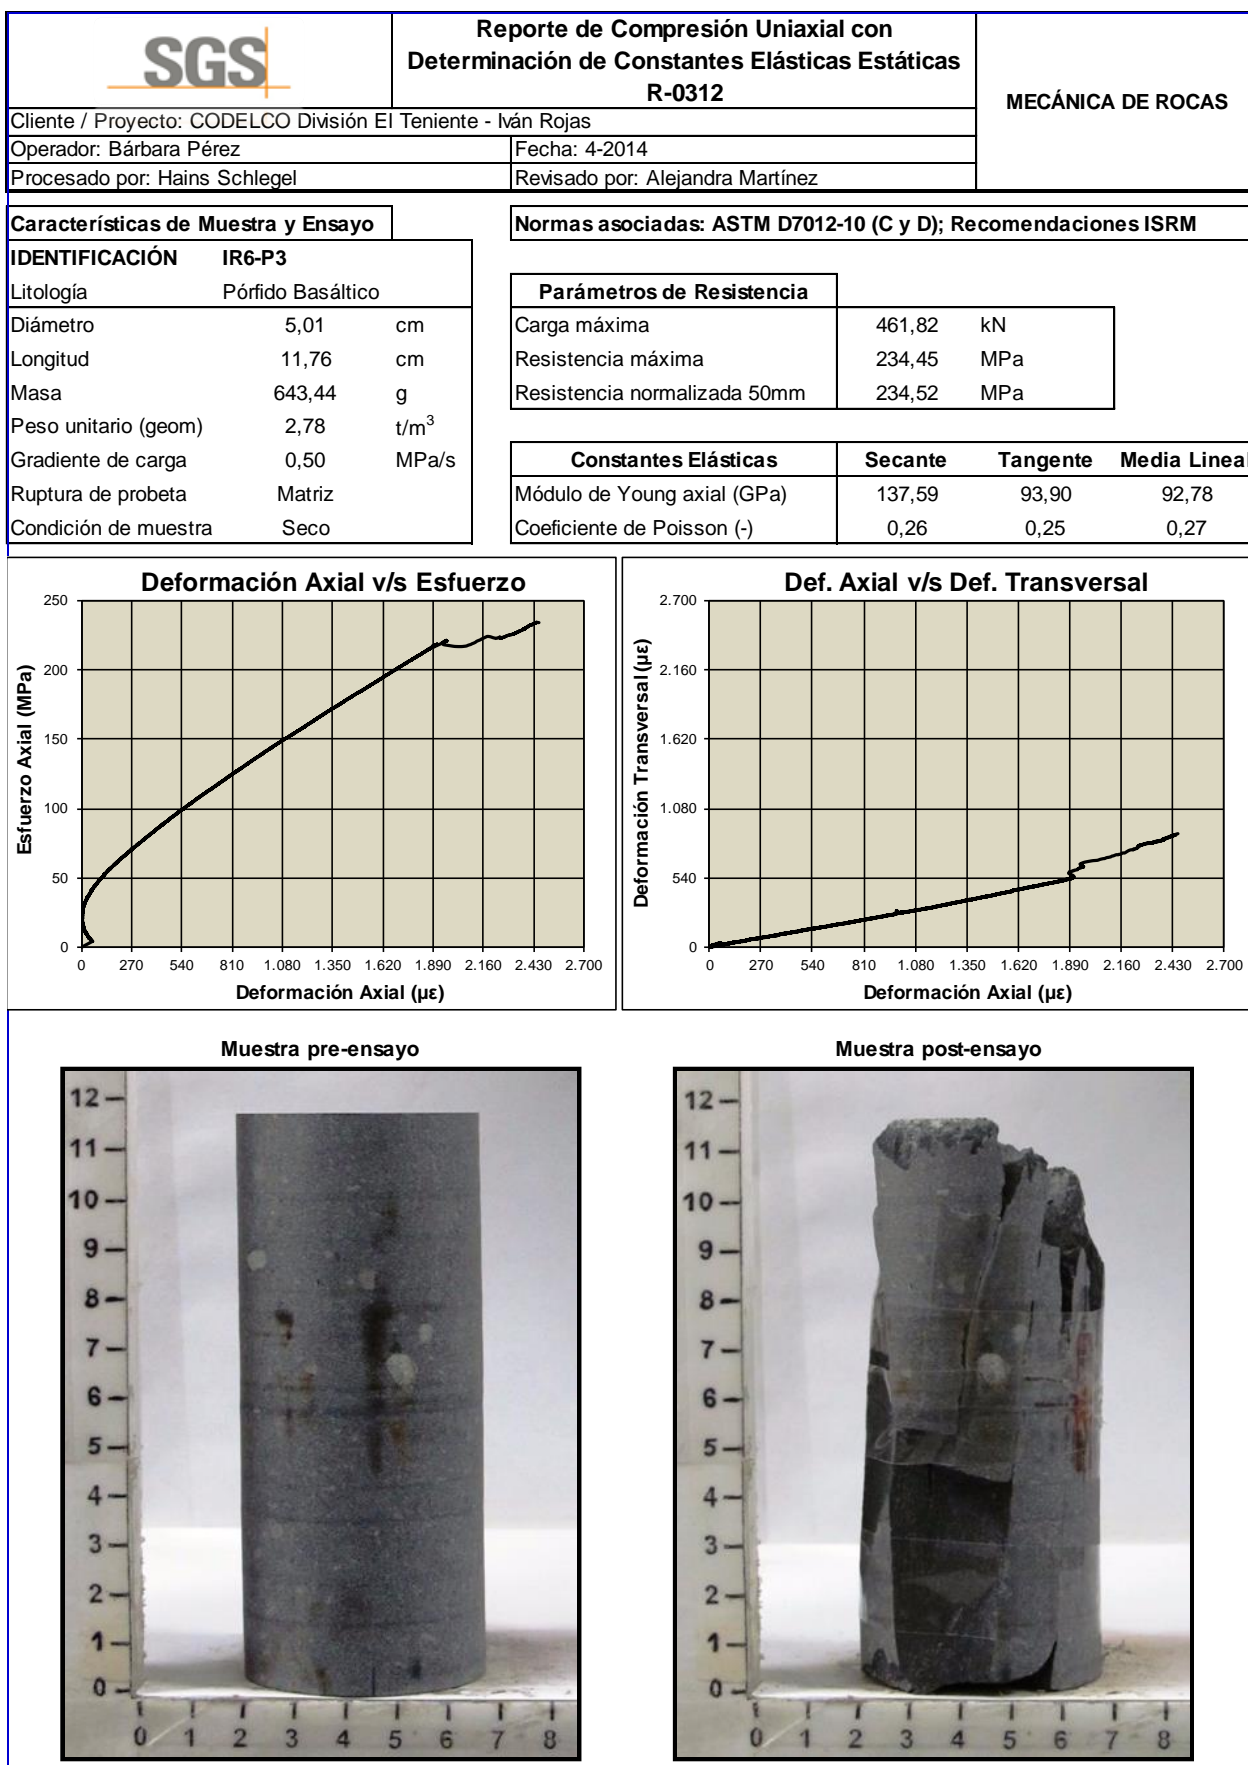 SGS
Reporte de Compresión Uniaxial con
Determinación de Constantes Elásticas Estáticas
R-0312
MECÁNICA DE ROCAS
Cliente / Proyecto: CODELCO División El Teniente - Iván Rojas
Operador: Bárbara Pérez Fecha: 4-2014
Procesado por: Hains Schlegel Revisado por: Alejandra Martínez
Características de Muestra y Ensayo
IDENTIFICACIÓN IR6-P3
Litología Pórfido Basáltico
Diámetro 5,01 cm
Longitud 11,76 cm
Masa 643,44 g
Peso unitario (geom) 2,78 t/m³
Gradiente de carga 0,50 MPa/s
Ruptura de probeta Matriz
Condición de muestra Seco
Normas asociadas: ASTM D7012-10 (C y D); Recomendaciones ISRM
Parámetros de Resistencia
Carga máxima 461,82 kN
Resistencia máxima 234,45 MPa
Resistencia normalizada 50mm 234,52 MPa
Constantes Elásticas Secante Tangente Media Lineal
Módulo de Young axial (GPa) 137,59 93,90 92,78
Coeficiente de Poisson (-) 0,26 0,25 0,27
Deformación Axial v/s Esfuerzo
Esfuerzo Axial (MPa)
250
200
150
100
50
0
0 270 540 810 1.080 1.350 1.620 1.890 2.160 2.430 2.700
Deformación Axial (µε)
Def. Axial v/s Def. Transversal
Deformación Transversal (µε)
2.700
2.160
1.620
1.080
540
0
0 270 540 810 1.080 1.350 1.620 1.890 2.160 2.430 2.700
Deformación Axial (µε)
Muestra pre-ensayo
12
11
10
9
8
7
6
5
4
3
2
1
0
0 1 2 3 4 5 6 7 8
Muestra post-ensayo
12
11
10
9
8
7
6
5
4
3
2
1
0
0 1 2 3 4 5 6 7 8